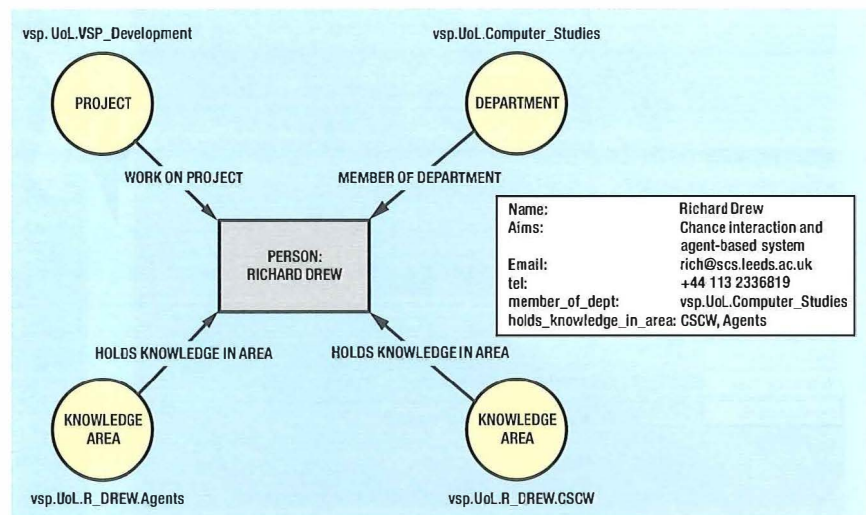 vsp. UoL.VSP_Development
vsp.UoL.Computer_Studies
PROJECT
DEPARTMENT
WORK ON PROJECT
MEMBER OF DEPARTMENT
PERSON:
RICHARD DREW
Name: Richard Drew
Aims: Chance interaction and
agent-based system
Email: rich@scs.leeds.ac.uk
tel: +44 113 2336819
member_of_dept: vsp.UoL.Computer_Studies
holds_knowledge_in_area: CSCW, Agents
HOLDS KNOWLEDGE IN AREA
HOLDS KNOWLEDGE IN AREA
KNOWLEDGE
AREA
KNOWLEDGE
AREA
vsp.UoL.R_DREW.Agents
vsp.UoL.R_DREW.CSCW